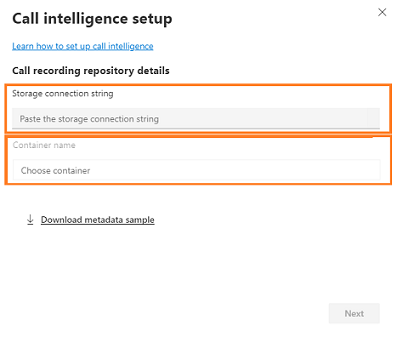 Call intelligence setup
Learn how to set up call intelligence
Call recording repository details
Storage connection string
Paste the storage connection string
Container name
Choose container
Download metadata sample
Next